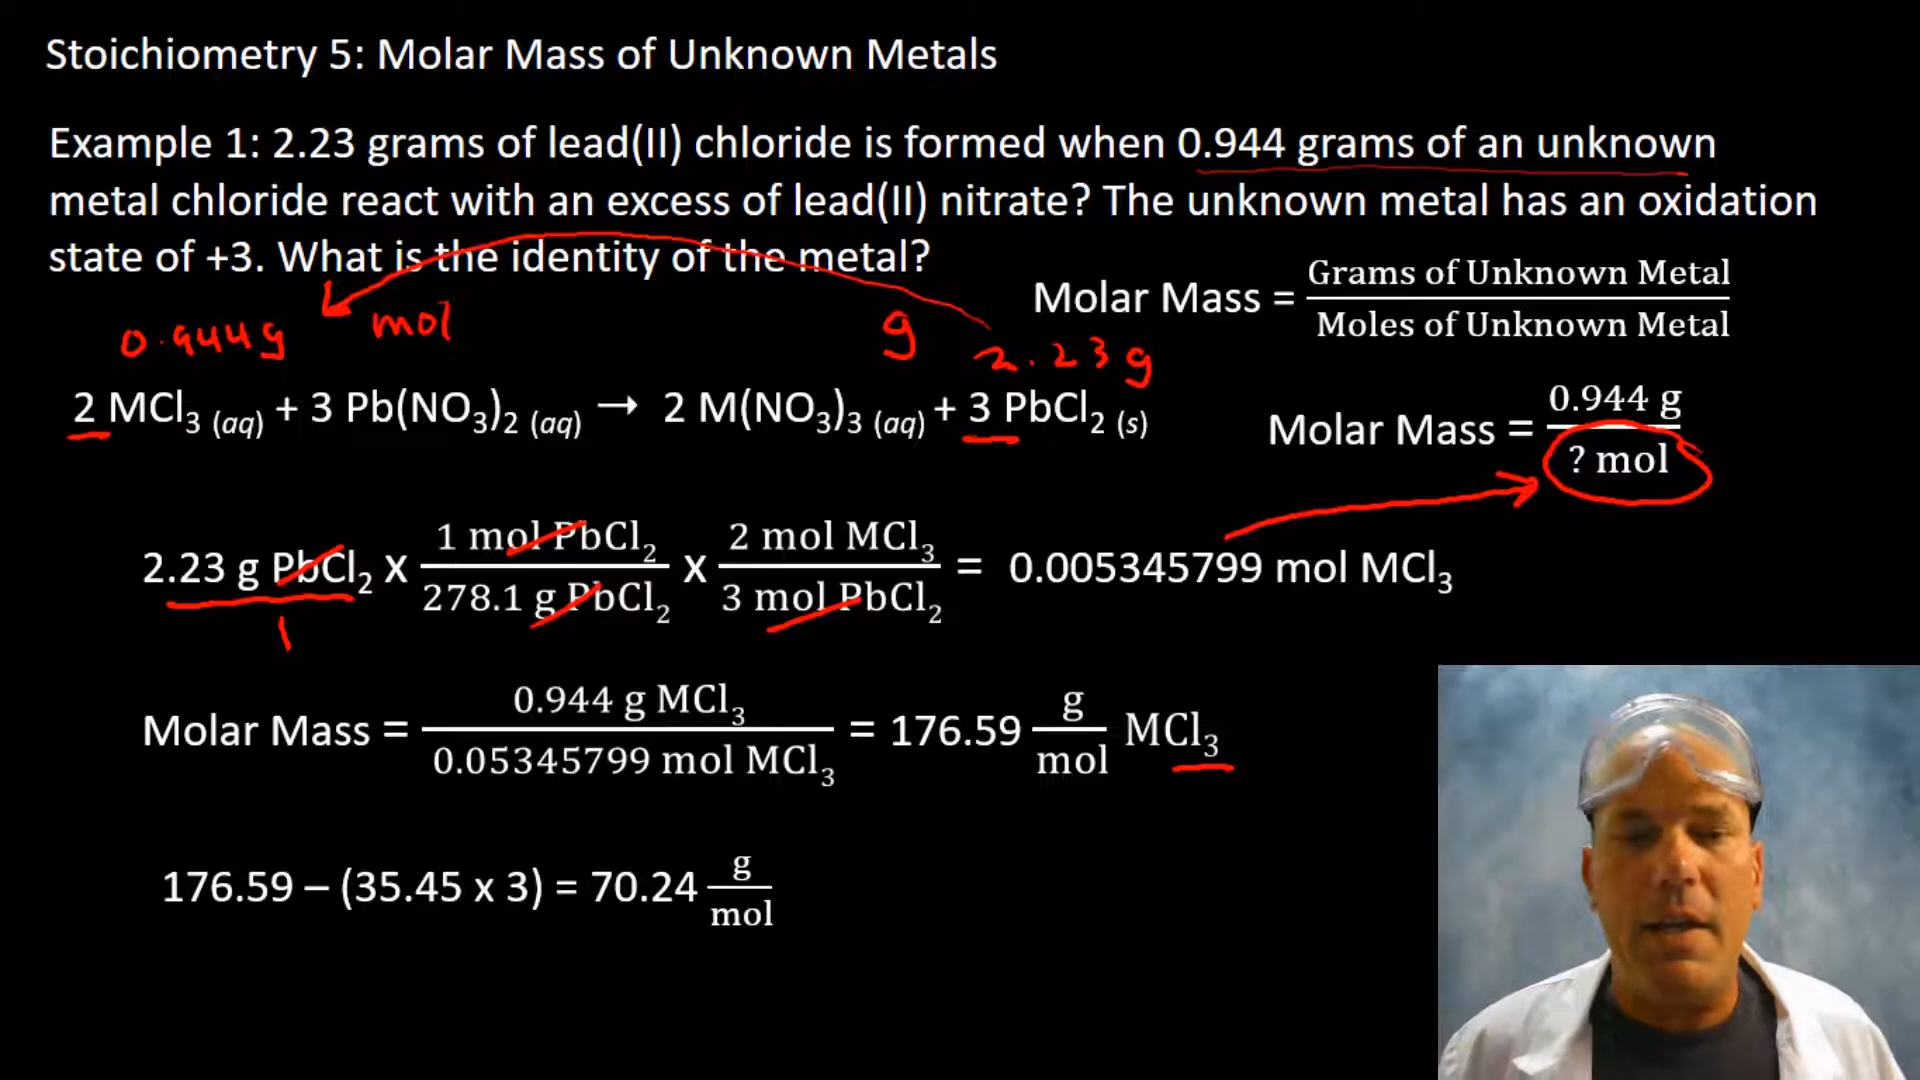 Stoichiometry 5: Molar Mass of Unknown Metals
Example 1: 2.23 grams of lead(II) chloride is formed when 0.944 grams of an unknown
metal chloride react with an excess of lead(II) nitrate? The unknown metal has an oxidation
state of +3. What is the identity of the metal?
Molar Mass = Grams of Unknown Metal / Moles of Unknown Metal
0.944g mol g 2.23 g
2 MCl₃ (aq) + 3 Pb(NO₃)₂ (aq) → 2 M(NO₃)₃ (aq) + 3 PbCl₂ (s)
Molar Mass = 0.944 g / ? mol
2.23 g PbCl₂ x 1 mol PbCl₂ / 278.1 g PbCl₂ x 2 mol MCl₃ / 3 mol PbCl₂ = 0.005345799 mol MCl₃
1
Molar Mass = 0.944 g MCl₃ / 0.05345799 mol MCl₃ = 176.59 g / mol MCl₃
176.59 – (35.45 x 3) = 70.24 g / mol